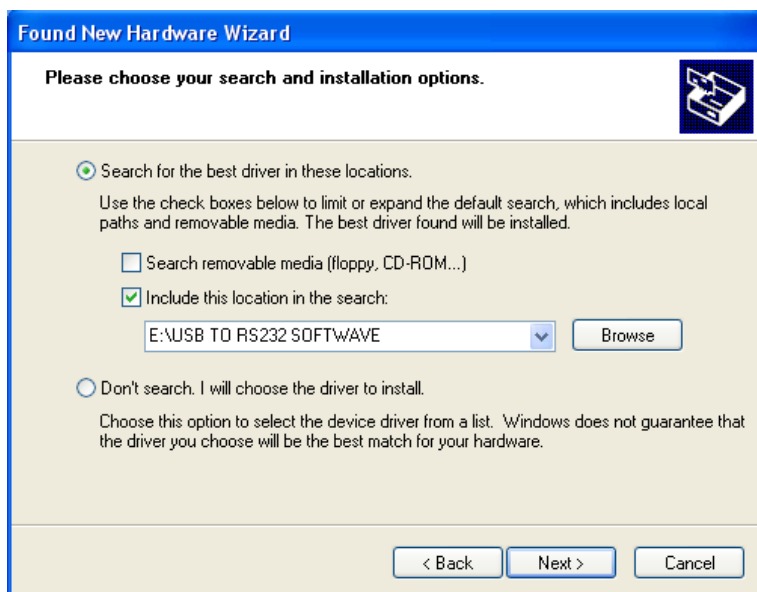 Found New Hardware Wizard
Please choose your search and installation options.
Search for the best driver in these locations.
Use the check boxes below to limit or expand the default search, which includes local
paths and removable media. The best driver found will be installed.
Search removable media (floppy, CD-ROM...)
Include this location in the search:
E:\USB TO RS232 SOFTWAVE
Browse
Don't search. I will choose the driver to install.
Choose this option to select the device driver from a list. Windows does not guarantee that
the driver you choose will be the best match for your hardware.
< Back Next > Cancel